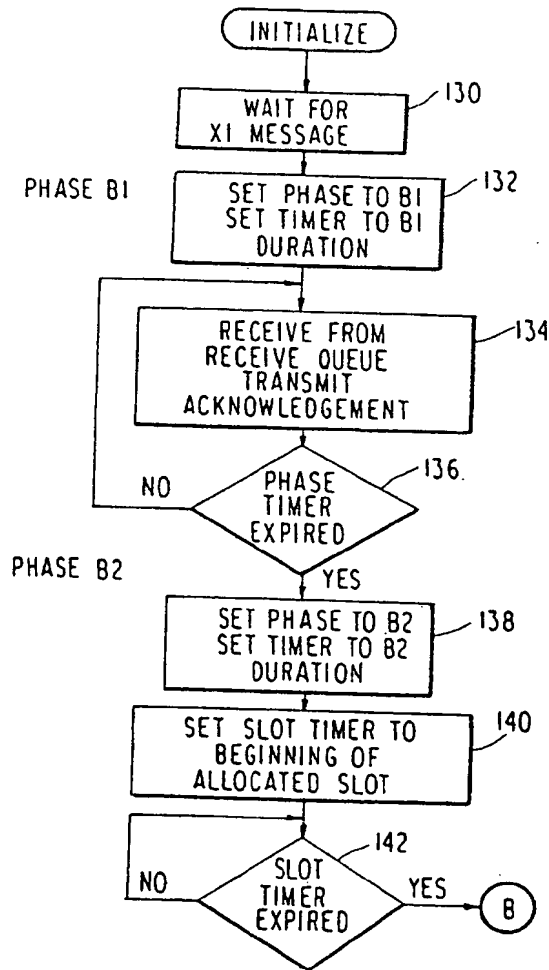 INITIALIZE
WAIT FOR
X1 MESSAGE
130
PHASE B1
SET PHASE TO B1
SET TIMER TO B1
DURATION
132
RECEIVE FROM
RECEIVE QUEUE
TRANSMIT
ACKNOWLEDGEMENT
134
PHASE
TIMER
EXPIRED
136
NO
YES
PHASE B2
SET PHASE TO B2
SET TIMER TO B2
DURATION
138
SET SLOT TIMER TO
BEGINNING OF
ALLOCATED SLOT
140
SLOT
TIMER
EXPIRED
142
NO
YES
B